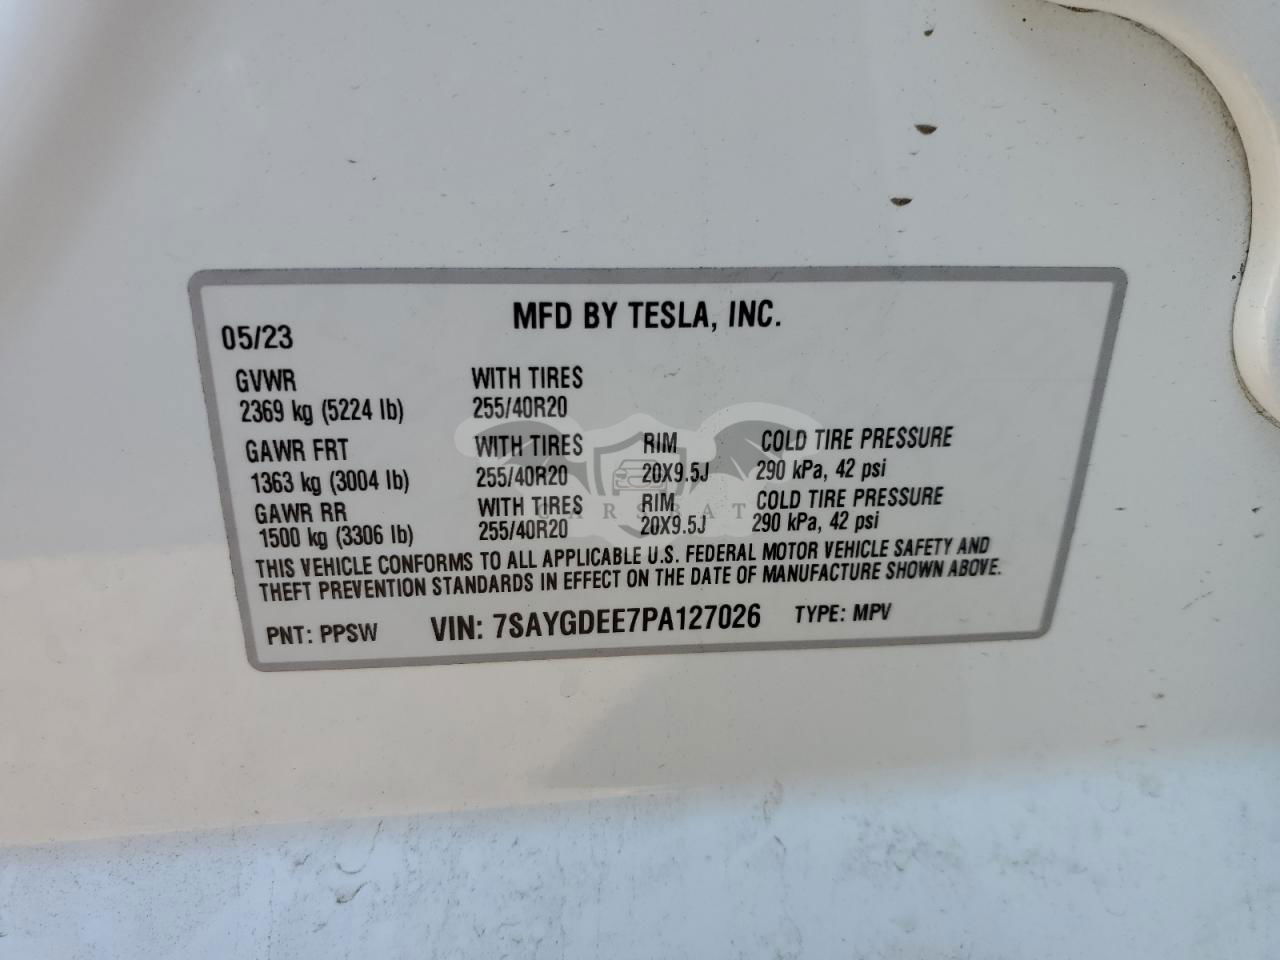 MFD BY TESLA, INC.
05/23
GVWR WITH TIRES
2369 kg (5224 lb) 255/40R20
GAWR FRT WITH TIRES RIM COLD TIRE PRESSURE
1363 kg (3004 lb) 255/40R20 20X9.5J 290 kPa, 42 psi
GAWR RR WITH TIRES RIM COLD TIRE PRESSURE
1500 kg (3306 lb) 255/40R20 20X9.5J 290 kPa, 42 psi
THIS VEHICLE CONFORMS TO ALL APPLICABLE U.S. FEDERAL MOTOR VEHICLE SAFETY AND
THEFT PREVENTION STANDARDS IN EFFECT ON THE DATE OF MANUFACTURE SHOWN ABOVE.
PNT: PPSW VIN: 7SAYGDEE7PA127026 TYPE: MPV
CARSBAT